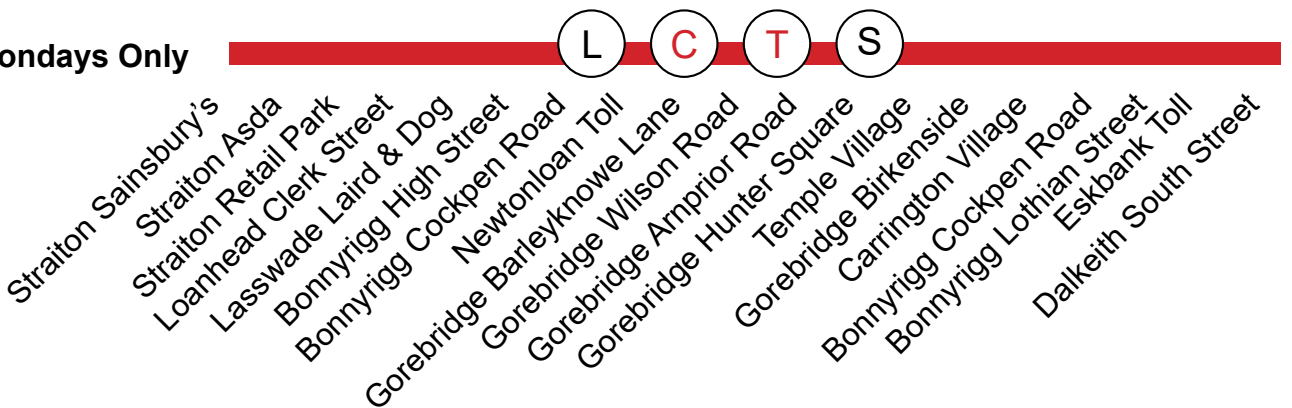 L C T S
ondays Only
Straiton Sainsbury's
Straiton Asda
Straiton Retail Park
Loanhead Clerk Street
Lasswade Laird & Dog
Bonnyrigg High Street
Bonnyrigg Cockpen Road
Newtonloan Toll
Gorebridge Barleyknowe Lane
Gorebridge Wilson Road
Gorebridge Arnprior Road
Gorebridge Hunter Square
Temple Village
Gorebridge Birkenside
Carrington Village
Bonnyrigg Cockpen Road
Bonnyrigg Lothian Street
Eskbank Toll
Dalkeith South Street